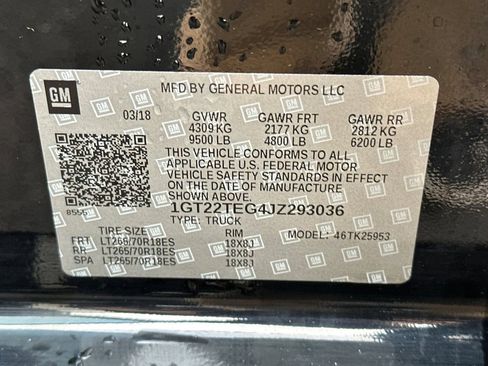 GM
MFD BY GENERAL MOTORS LLC
03/18 GVWR GAWR FRT GAWR RR
4309 KG 2177 KG 2812 KG
9500 LB 4800 LB 6200 LB
THIS VEHICLE CONFORMS TO ALL
APPLICABLE U.S. FEDERAL MOTOR
VEHICLE SAFETY STANDARDS IN EFFECT
ON THE DATE OF MANUFACTURE
SHOWN ABOVE.
1GT22TEG4JZ293036
TYPE: TRUCK
TIRE SIZE RIM 46TK25953
FRT LT265/70R18ES 18X8J
RR LT265/70R18ES 18X8J
SPA LT265/70R18ES 18X8J